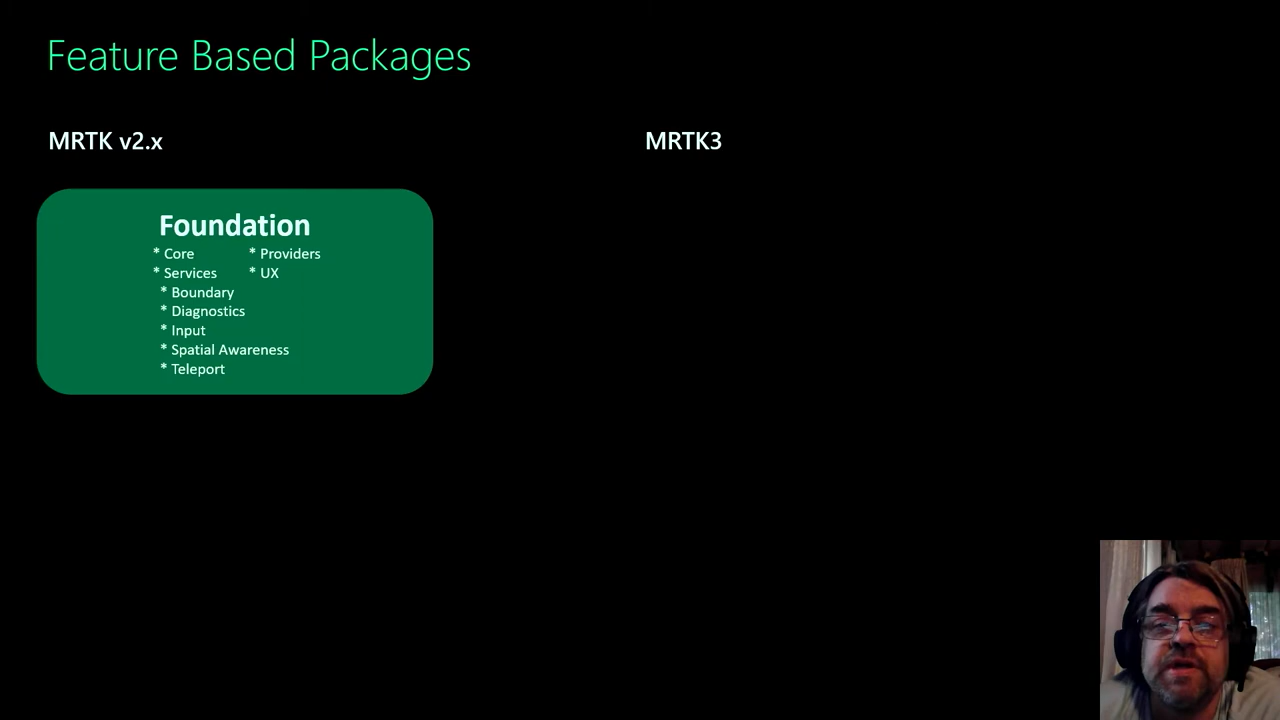 Feature Based Packages
MRTK v2.x
MRTK3
Foundation
* Core * Providers
* Services * UX
* Boundary
* Diagnostics
* Input
* Spatial Awareness
* Teleport